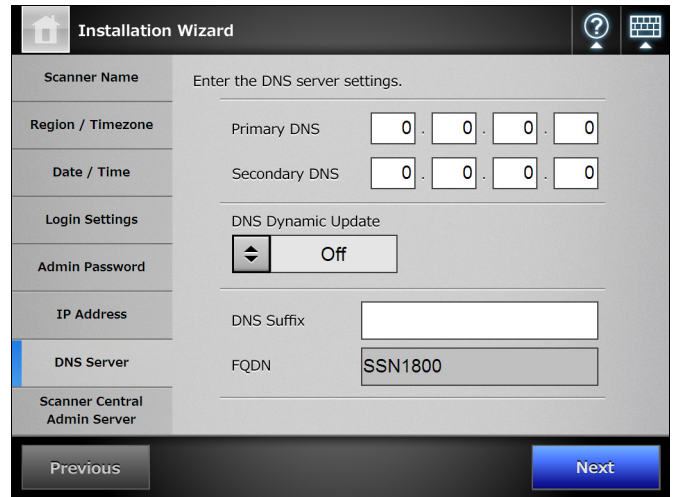 Installation Wizard
?
Scanner Name
Region / Timezone
Date / Time
Login Settings
Admin Password
IP Address
DNS Server
Scanner Central
Admin Server
Enter the DNS server settings.
Primary DNS 0 . 0 . 0 . 0
Secondary DNS 0 . 0 . 0 . 0
DNS Dynamic Update
Off
DNS Suffix
FQDN SSN1800
Previous
Next